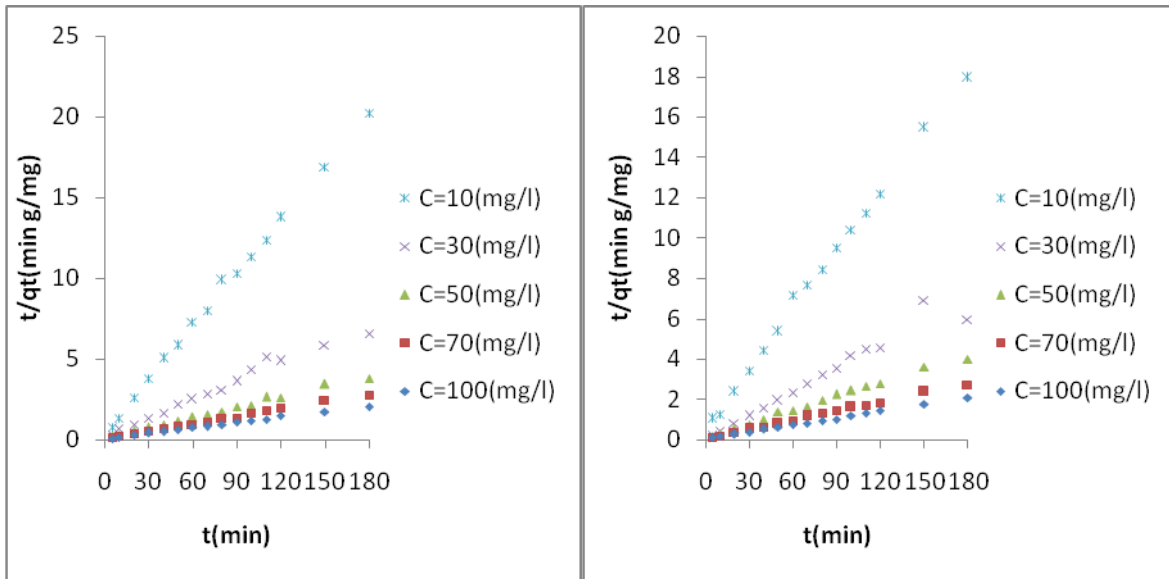 25
20
15
10
5
0
t/qt(min g/mg)
0 30 60 90 120 150 180
t(min)
C=10(mg/l)
C=30(mg/l)
C=50(mg/l)
C=70(mg/l)
C=100(mg/l)
20
18
16
14
12
10
8
6
4
2
0
t/qt(min g/mg)
0 30 60 90 120 150 180
t(min)
C=10(mg/l)
C=30(mg/l)
C=50(mg/l)
C=70(mg/l)
C=100(mg/l)